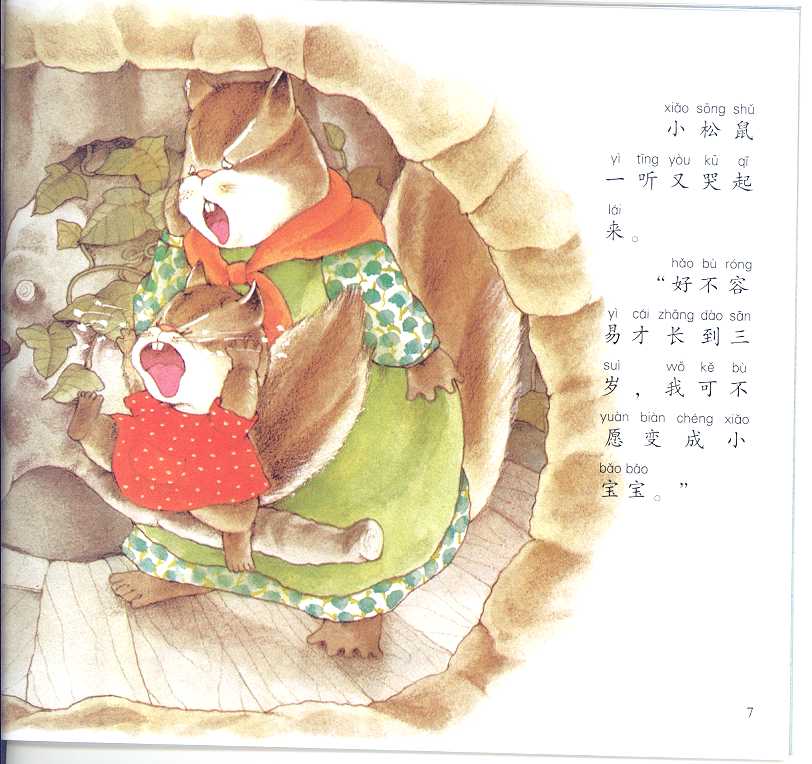 xiǎo sōng shǔ
小 松 鼠
yì tīng yòu kū qǐ
一 听 又 哭 起
lái
来 。
hǎo bù róng
“ 好 不 容
yì cái zhǎng dào sān
易 才 长 到 三
suì wǒ kě bù
岁 , 我 可 不
yuàn biàn chéng xiǎo
愿 变 成 小
bǎo bǎo
宝 宝 。 ”
7